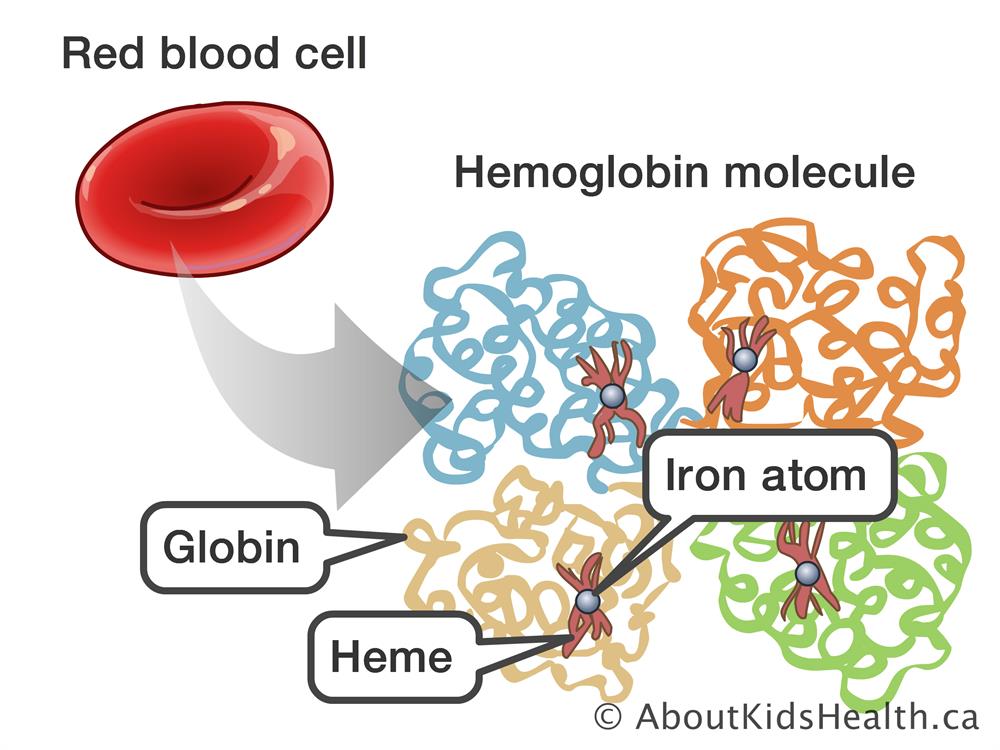 Red blood cell
Hemoglobin molecule
Iron atom
Globin
Heme
© AboutKidsHealth.ca